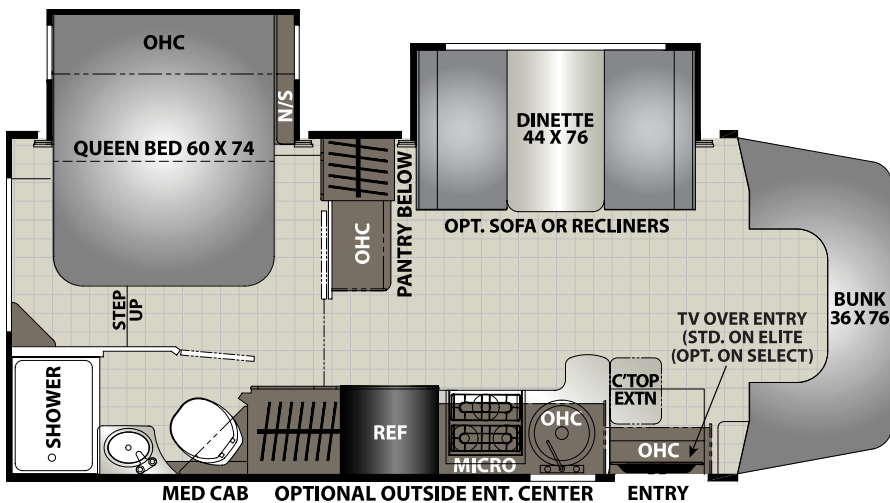 OHC
N/S
QUEEN BED 60 X 74
DINETTE
44 X 76
OHC
PANTRY BELOW
OPT. SOFA OR RECLINERS
STEP
UP
BUNK
36 X 76
TV OVER ENTRY
(STD. ON ELITE
(OPT. ON SELECT)
C'TOP
EXTN
SHOWER
REF
OHC
MICRO
OHC
MED CAB
OPTIONAL OUTSIDE ENT. CENTER
ENTRY